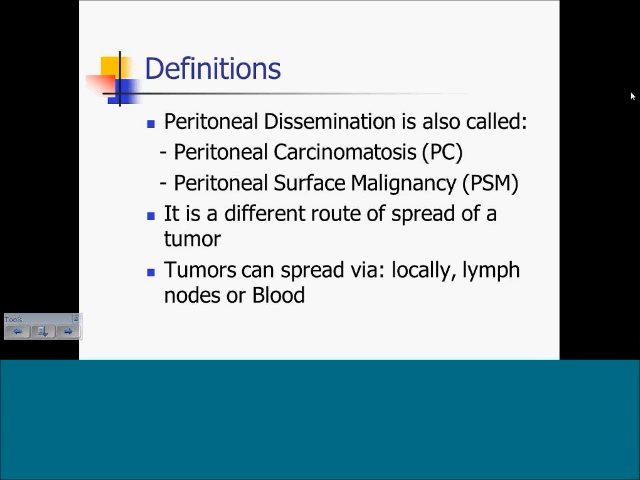 Definitions
Peritoneal Dissemination is also called:
- Peritoneal Carcinomatosis (PC)
- Peritoneal Surface Malignancy (PSM)
It is a different route of spread of a
tumor
Tumors can spread via: locally, lymph
nodes or Blood
Tools